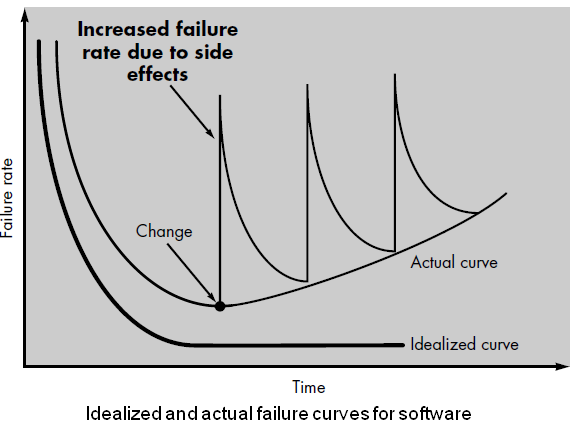 Increased failure
rate due to side
effects
Failure rate
Change
Actual curve
Idealized curve
Time
Idealized and actual failure curves for software